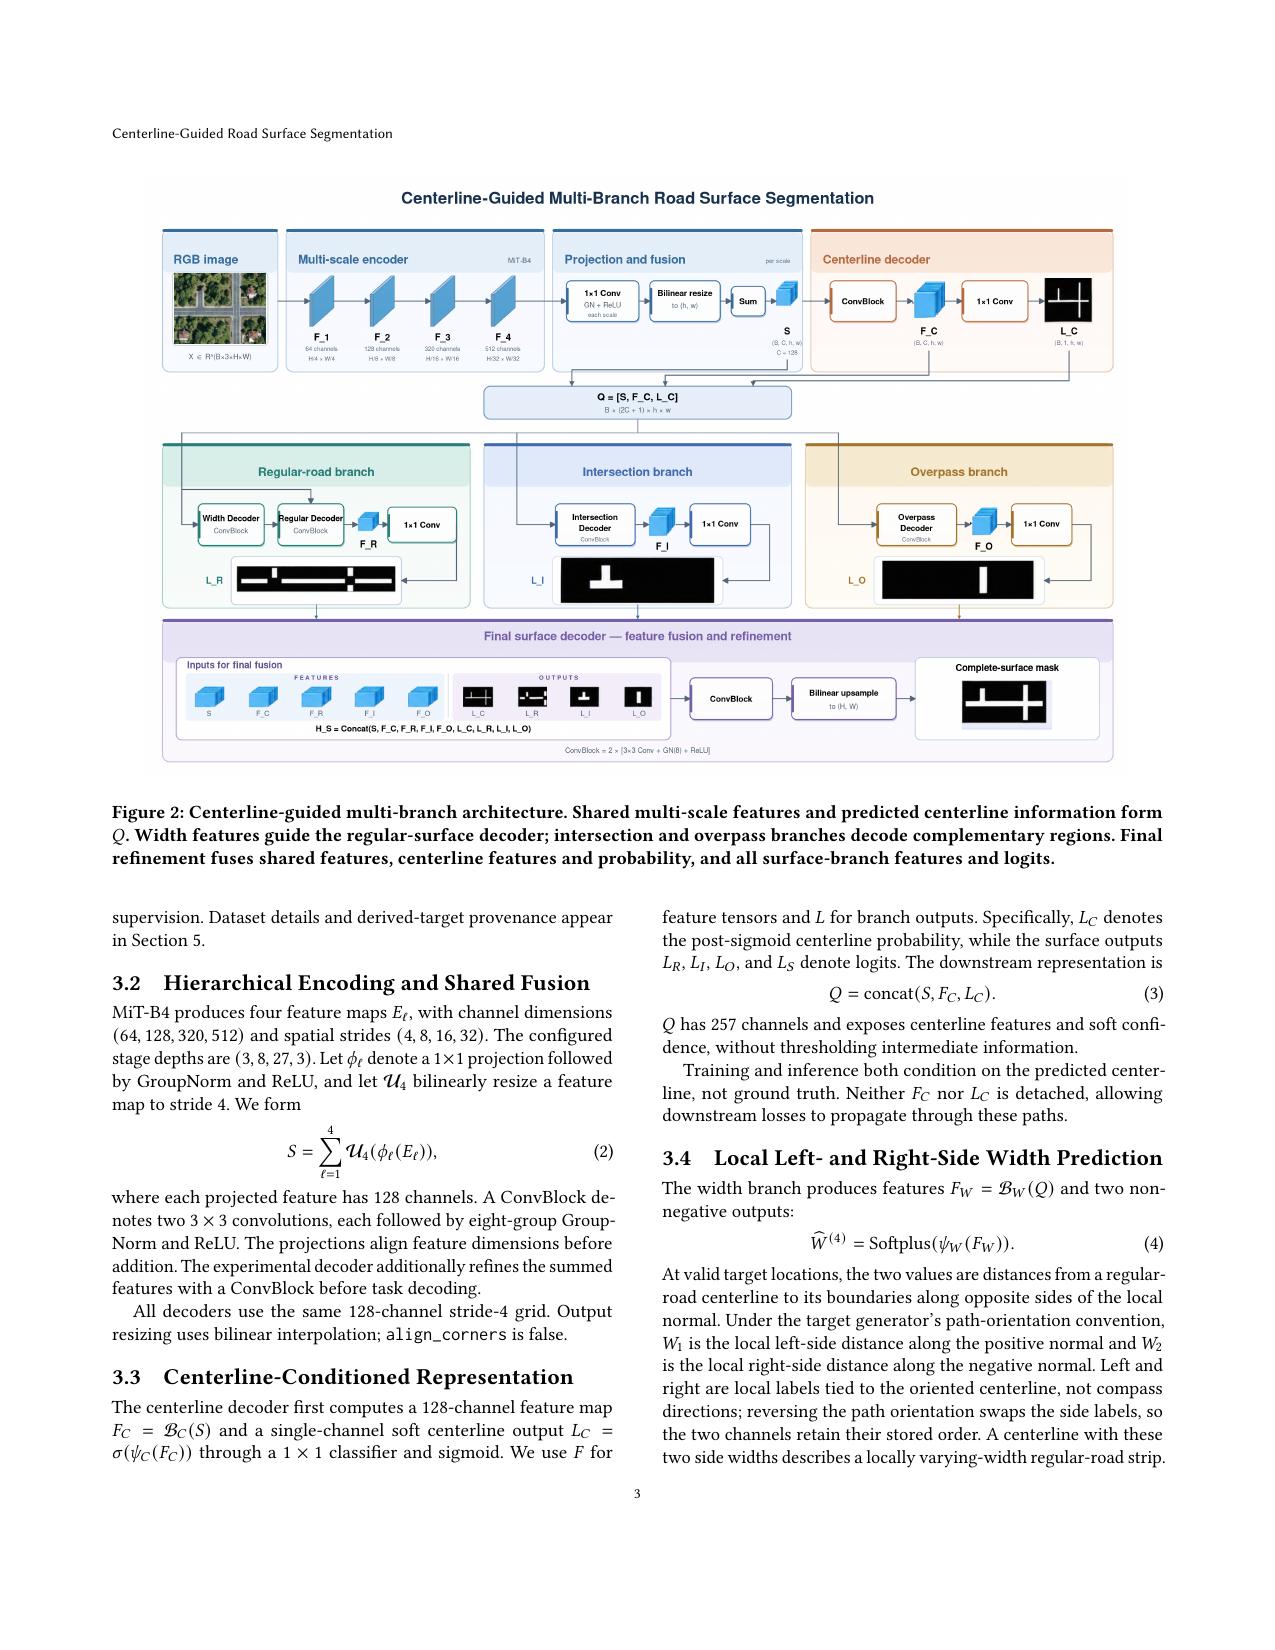 Centerline-Guided Road Surface Segmentation
Centerline-Guided Multi-Branch Road Surface Segmentation
RGB image
X ∈ R^(B×3×H×W)
Multi-scale encoder
MiT-B4
F_1
64 channels
H/4 × W/4
F_2
128 channels
H/8 × W/8
F_3
320 channels
H/16 × W/16
F_4
512 channels
H/32 × W/32
Projection and fusion
per scale
1×1 Conv
GN + ReLU
each scale
Bilinear resize
to (h, w)
Sum
S
(B, C, h, w)
C = 128
Centerline decoder
ConvBlock
F_C
(B, C, h, w)
1×1 Conv
L_C
(B, 1, h, w)
Q = [S, F_C, L_C]
B × (2C + 1) × h × w
Regular-road branch
Width Decoder
ConvBlock
Regular Decoder
ConvBlock
F_R
1×1 Conv
L_R
Intersection branch
Intersection
Decoder
ConvBlock
F_I
1×1 Conv
L_I
Overpass branch
Overpass
Decoder
ConvBlock
F_O
1×1 Conv
L_O
Final surface decoder — feature fusion and refinement
Inputs for final fusion
FEATURES
S F_C F_R F_I F_O
OUTPUTS
L_C L_R L_I L_O
H_S = Concat(S, F_C, F_R, F_I, F_O, L_C, L_R, L_I, L_O)
ConvBlock
Bilinear upsample
to (H, W)
Complete-surface mask
ConvBlock = 2 × [3×3 Conv + GN(8) + ReLU]
Figure 2: Centerline-guided multi-branch architecture. Shared multi-scale features and predicted centerline information form
Q. Width features guide the regular-surface decoder; intersection and overpass branches decode complementary regions. Final
refinement fuses shared features, centerline features and probability, and all surface-branch features and logits.
supervision. Dataset details and derived-target provenance appear
in Section 5.
3.2 Hierarchical Encoding and Shared Fusion
MiT-B4 produces four feature maps Eℓ, with channel dimensions
(64, 128, 320, 512) and spatial strides (4, 8, 16, 32). The configured
stage depths are (3, 8, 27, 3). Let ϕℓ denote a 1×1 projection followed
by GroupNorm and ReLU, and let 𝒰4 bilinearly resize a feature
map to stride 4. We form
S = ∑ℓ=1^4 𝒰4(ϕℓ(Eℓ)), (2)
where each projected feature has 128 channels. A ConvBlock de-
notes two 3 × 3 convolutions, each followed by eight-group Group-
Norm and ReLU. The projections align feature dimensions before
addition. The experimental decoder additionally refines the summed
features with a ConvBlock before task decoding.
All decoders use the same 128-channel stride-4 grid. Output
resizing uses bilinear interpolation; align_corners is false.
3.3 Centerline-Conditioned Representation
The centerline decoder first computes a 128-channel feature map
F_C = ℬ_C(S) and a single-channel soft centerline output L_C =
σ(ψ_C(F_C)) through a 1 × 1 classifier and sigmoid. We use F for
feature tensors and L for branch outputs. Specifically, L_C denotes
the post-sigmoid centerline probability, while the surface outputs
L_R, L_I, L_O, and L_S denote logits. The downstream representation is
Q = concat(S, F_C, L_C). (3)
Q has 257 channels and exposes centerline features and soft confi-
dence, without thresholding intermediate information.
Training and inference both condition on the predicted center-
line, not ground truth. Neither F_C nor L_C is detached, allowing
downstream losses to propagate through these paths.
3.4 Local Left- and Right-Side Width Prediction
The width branch produces features F_W = ℬ_W(Q) and two non-
negative outputs:
Ŵ^(4) = Softplus(ψ_W(F_W)). (4)
At valid target locations, the two values are distances from a regular-
road centerline to its boundaries along opposite sides of the local
normal. Under the target generator's path-orientation convention,
W₁ is the local left-side distance along the positive normal and W₂
is the local right-side distance along the negative normal. Left and
right are local labels tied to the oriented centerline, not compass
directions; reversing the path orientation swaps the side labels, so
the two channels retain their stored order. A centerline with these
two side widths describes a locally varying-width regular-road strip.
3